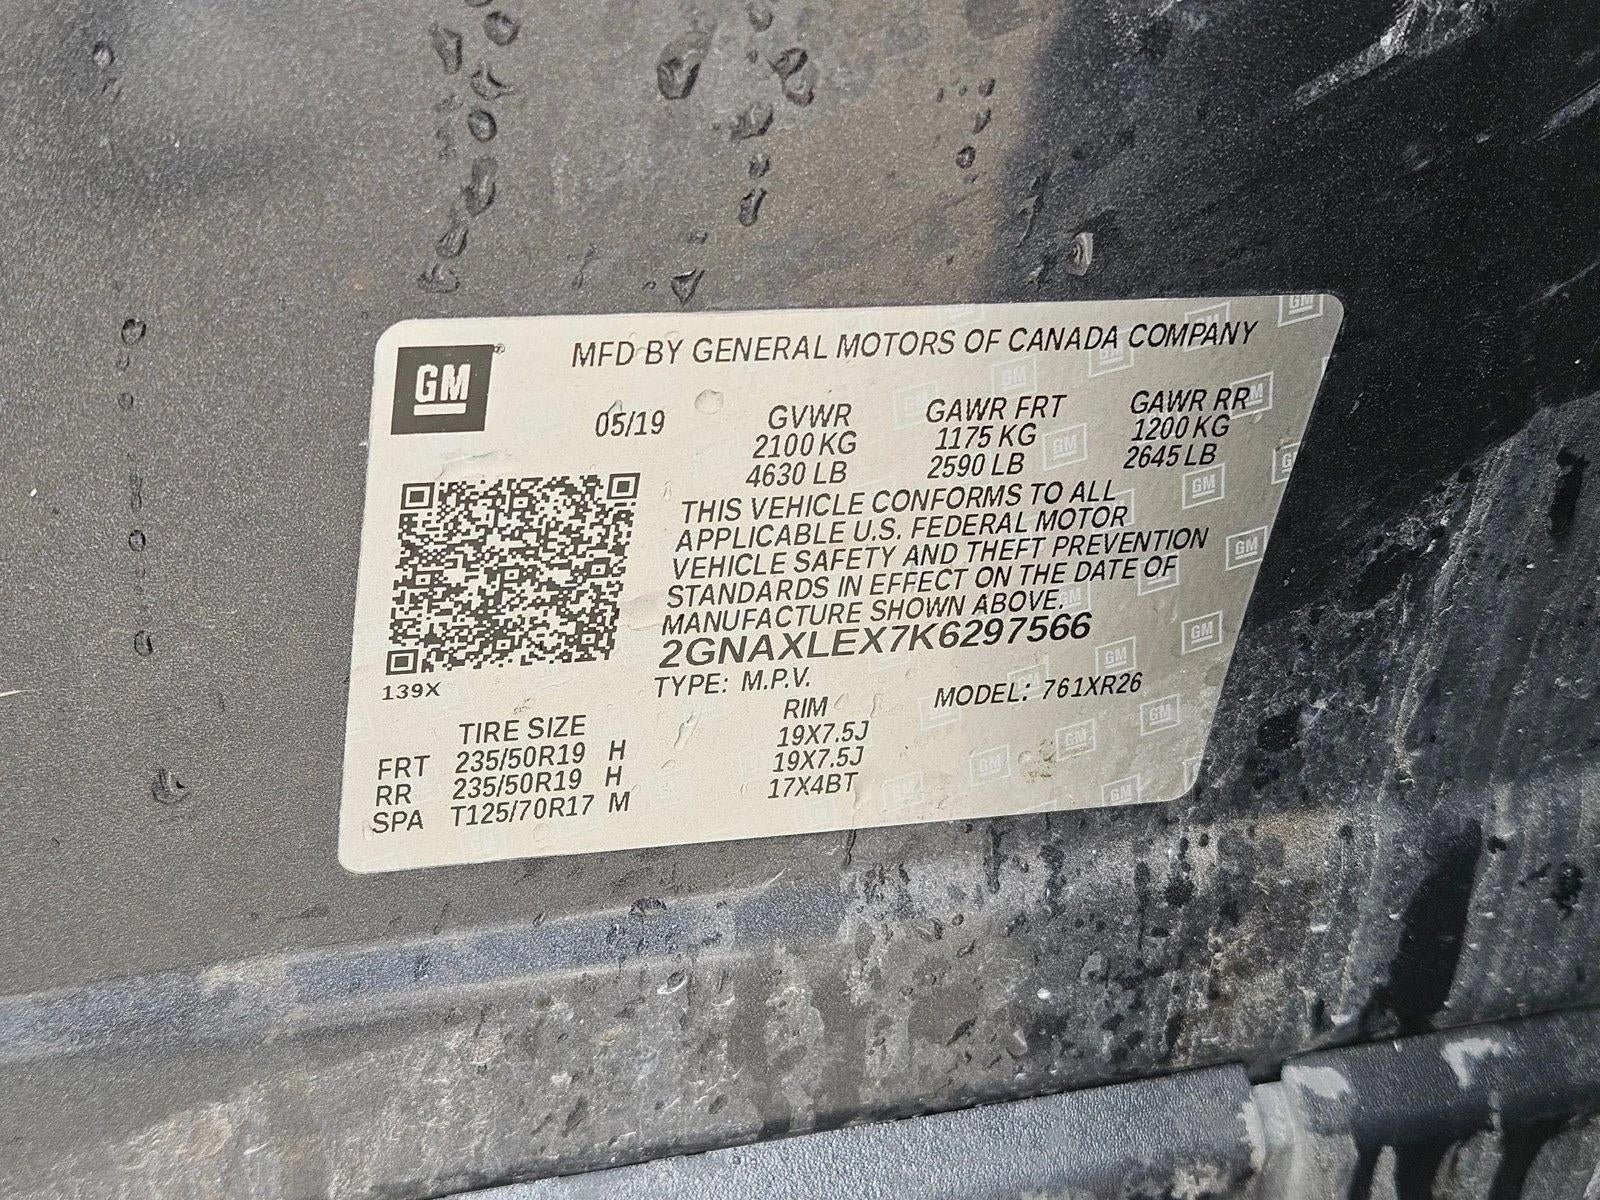 GM
MFD BY GENERAL MOTORS OF CANADA COMPANY
05/19 GVWR GAWR FRT GAWR RR
2100 KG 1175 KG 1200 KG
4630 LB 2590 LB 2645 LB
THIS VEHICLE CONFORMS TO ALL
APPLICABLE U.S. FEDERAL MOTOR
VEHICLE SAFETY AND THEFT PREVENTION
STANDARDS IN EFFECT ON THE DATE OF
MANUFACTURE SHOWN ABOVE.
2GNAXLEX7K6297566
139X
TYPE: M.P.V. MODEL: 761XR26
TIRE SIZE RIM
FRT 235/50R19 H 19X7.5J
RR 235/50R19 H 19X7.5J
SPA T125/70R17 M 17X4BT